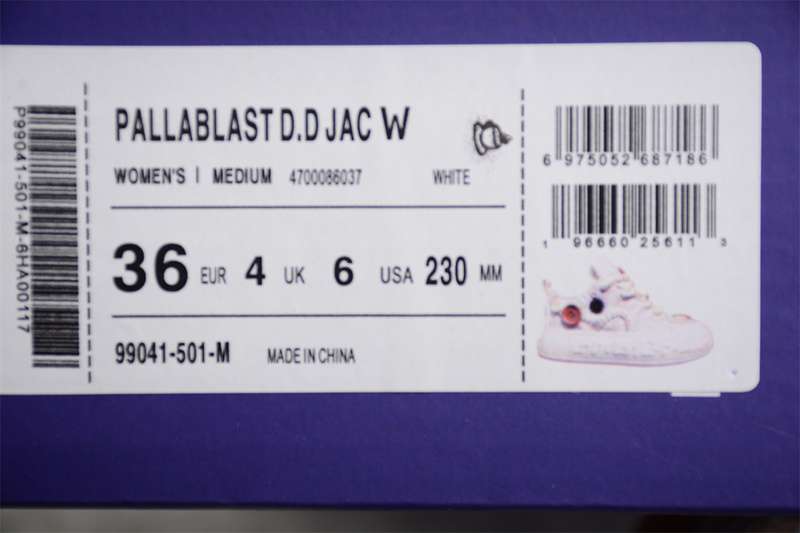 P99041-501-M-6HA00117
PALLABLAST D.D JAC W
WOMEN'S | MEDIUM 4700086037 WHITE
36 EUR 4 UK 6 USA 230 MM
99041-501-M MADE IN CHINA
6 975052 687186
1 96660 25611 3